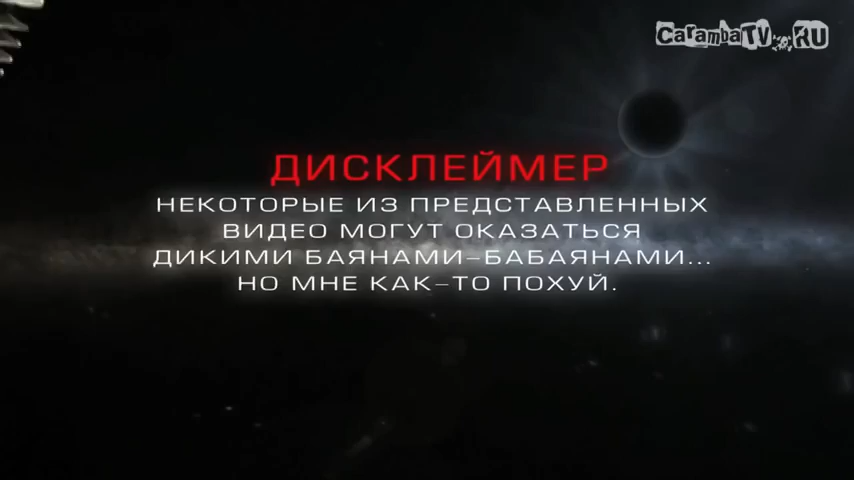 CarambaTV.RU
ДИСКЛЕЙМЕР
НЕКОТОРЫЕ ИЗ ПРЕДСТАВЛЕННЫХ
ВИДЕО МОГУТ ОКАЗАТЬСЯ
ДИКИМИ БАЯНАМИ-БАБАЯНАМИ...
НО МНЕ КАК-ТО ПОХУЙ.